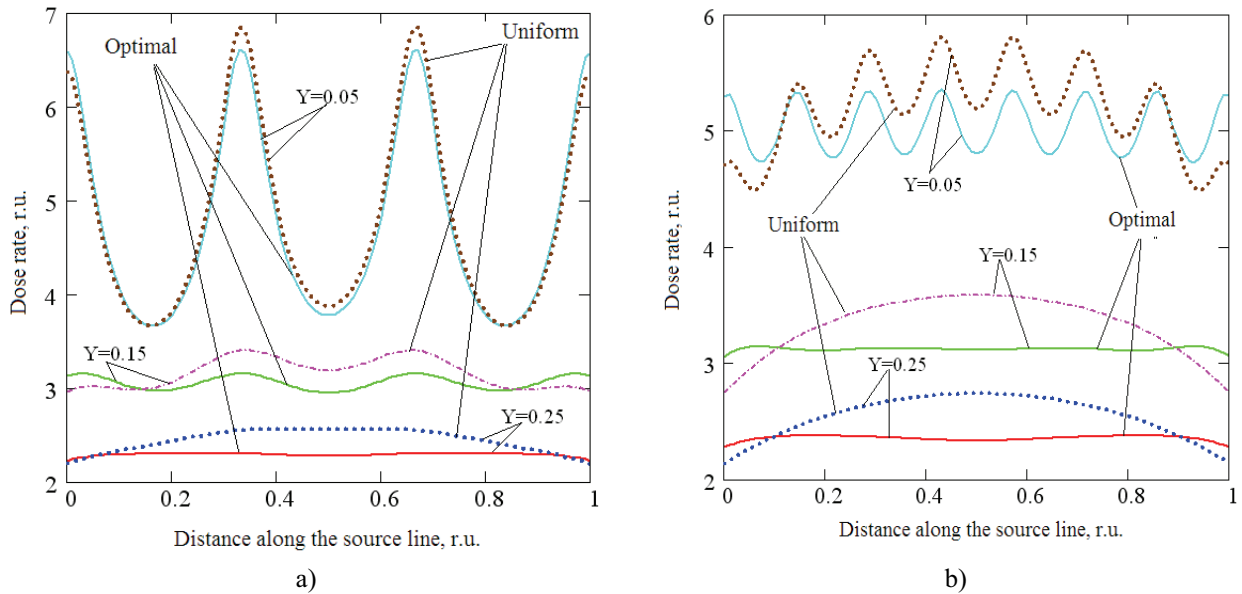 7
6
5
4
3
2
Dose rate, r.u.
Optimal
Uniform
Y=0.05
Y=0.15
Y=0.25
0
0.2
0.4
0.6
0.8
1
Distance along the source line, r.u.
a)
6
5
4
3
2
Dose rate, r.u.
Y=0.05
Uniform
Optimal
Y=0.15
Y=0.25
0
0.2
0.4
0.6
0.8
1
Distance along the source line, r.u.
b)